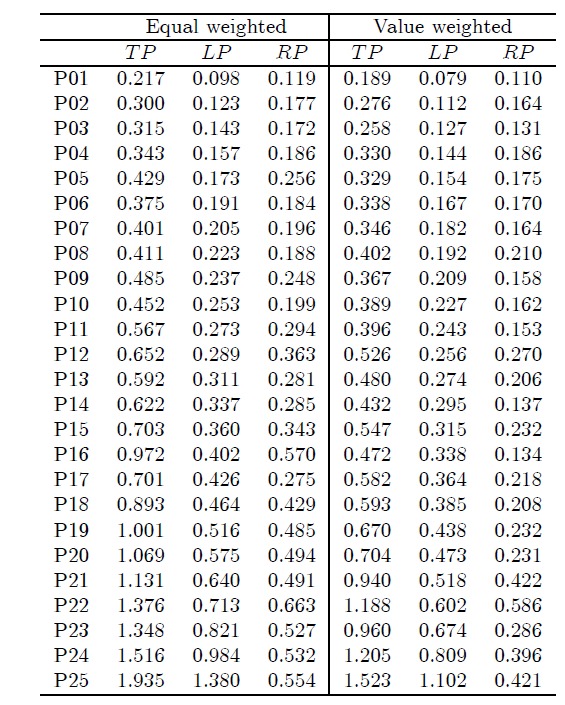 Equal weighted Value weighted
TP LP RP TP LP RP
P01 0.217 0.098 0.119 0.189 0.079 0.110
P02 0.300 0.123 0.177 0.276 0.112 0.164
P03 0.315 0.143 0.172 0.258 0.127 0.131
P04 0.343 0.157 0.186 0.330 0.144 0.186
P05 0.429 0.173 0.256 0.329 0.154 0.175
P06 0.375 0.191 0.184 0.338 0.167 0.170
P07 0.401 0.205 0.196 0.346 0.182 0.164
P08 0.411 0.223 0.188 0.402 0.192 0.210
P09 0.485 0.237 0.248 0.367 0.209 0.158
P10 0.452 0.253 0.199 0.389 0.227 0.162
P11 0.567 0.273 0.294 0.396 0.243 0.153
P12 0.652 0.289 0.363 0.526 0.256 0.270
P13 0.592 0.311 0.281 0.480 0.274 0.206
P14 0.622 0.337 0.285 0.432 0.295 0.137
P15 0.703 0.360 0.343 0.547 0.315 0.232
P16 0.972 0.402 0.570 0.472 0.338 0.134
P17 0.701 0.426 0.275 0.582 0.364 0.218
P18 0.893 0.464 0.429 0.593 0.385 0.208
P19 1.001 0.516 0.485 0.670 0.438 0.232
P20 1.069 0.575 0.494 0.704 0.473 0.231
P21 1.131 0.640 0.491 0.940 0.518 0.422
P22 1.376 0.713 0.663 1.188 0.602 0.586
P23 1.348 0.821 0.527 0.960 0.674 0.286
P24 1.516 0.984 0.532 1.205 0.809 0.396
P25 1.935 1.380 0.554 1.523 1.102 0.421